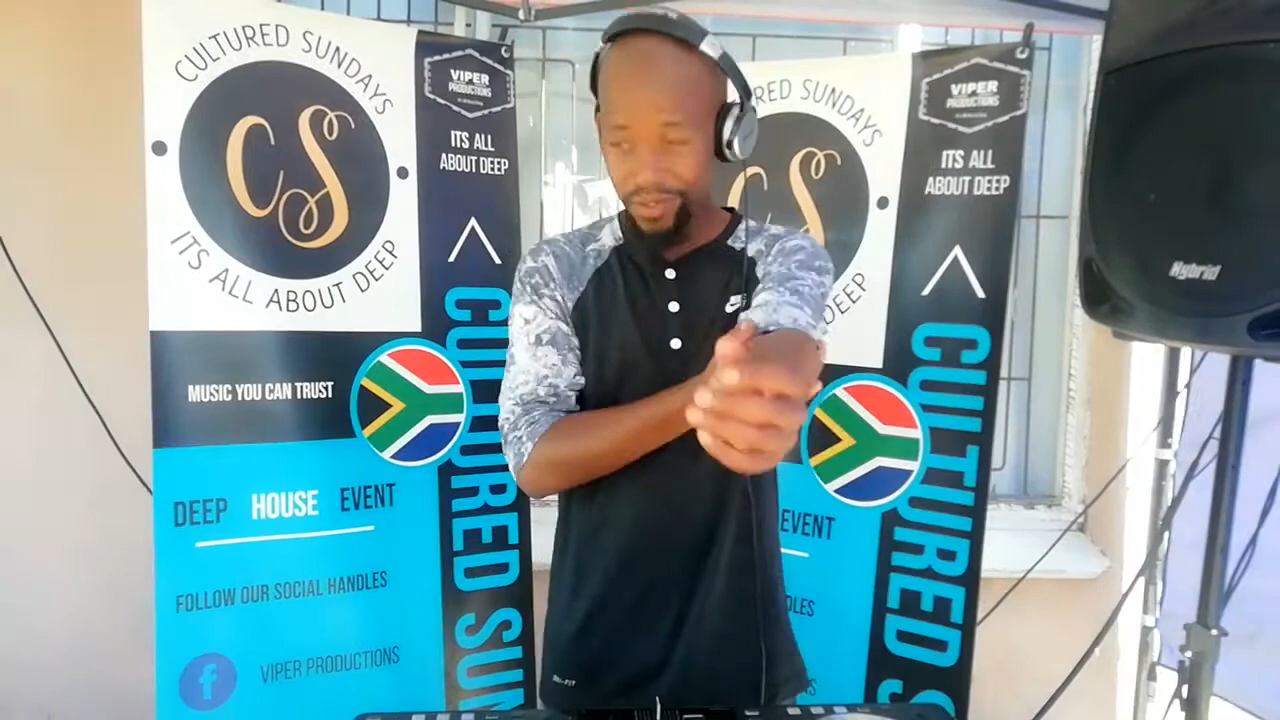 CULTURED SUNDAYS
CS
ITS ALL ABOUT DEEP
MUSIC YOU CAN TRUST
DEEP HOUSE EVENT
FOLLOW OUR SOCIAL HANDLES
f
VIPER PRODUCTIONS
VIPER
PRODUCTIONS
ITS ALL
ABOUT DEEP
CULTURED SUN
RED SUNDAYS
CS
DEEP
EVENT
VIPER
PRODUCTIONS
ITS ALL
ABOUT DEEP
CULTURED S
Hybrid
DRI-FIT